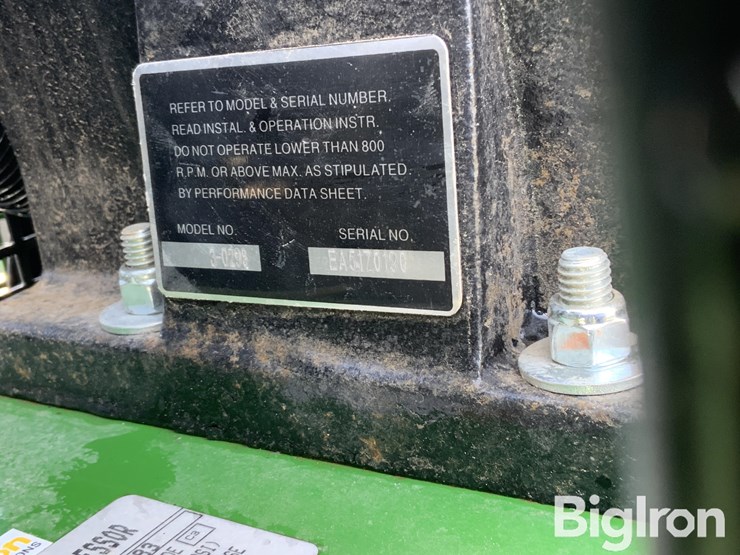 REFER TO MODEL & SERIAL NUMBER.
READ INSTAL. & OPERATION INSTR.
DO NOT OPERATE LOWER THAN 800
R.P.M. OR ABOVE MAX. AS STIPULATED.
BY PERFORMANCE DATA SHEET.
MODEL NO. SERIAL NO.
ESSOR
BigIron